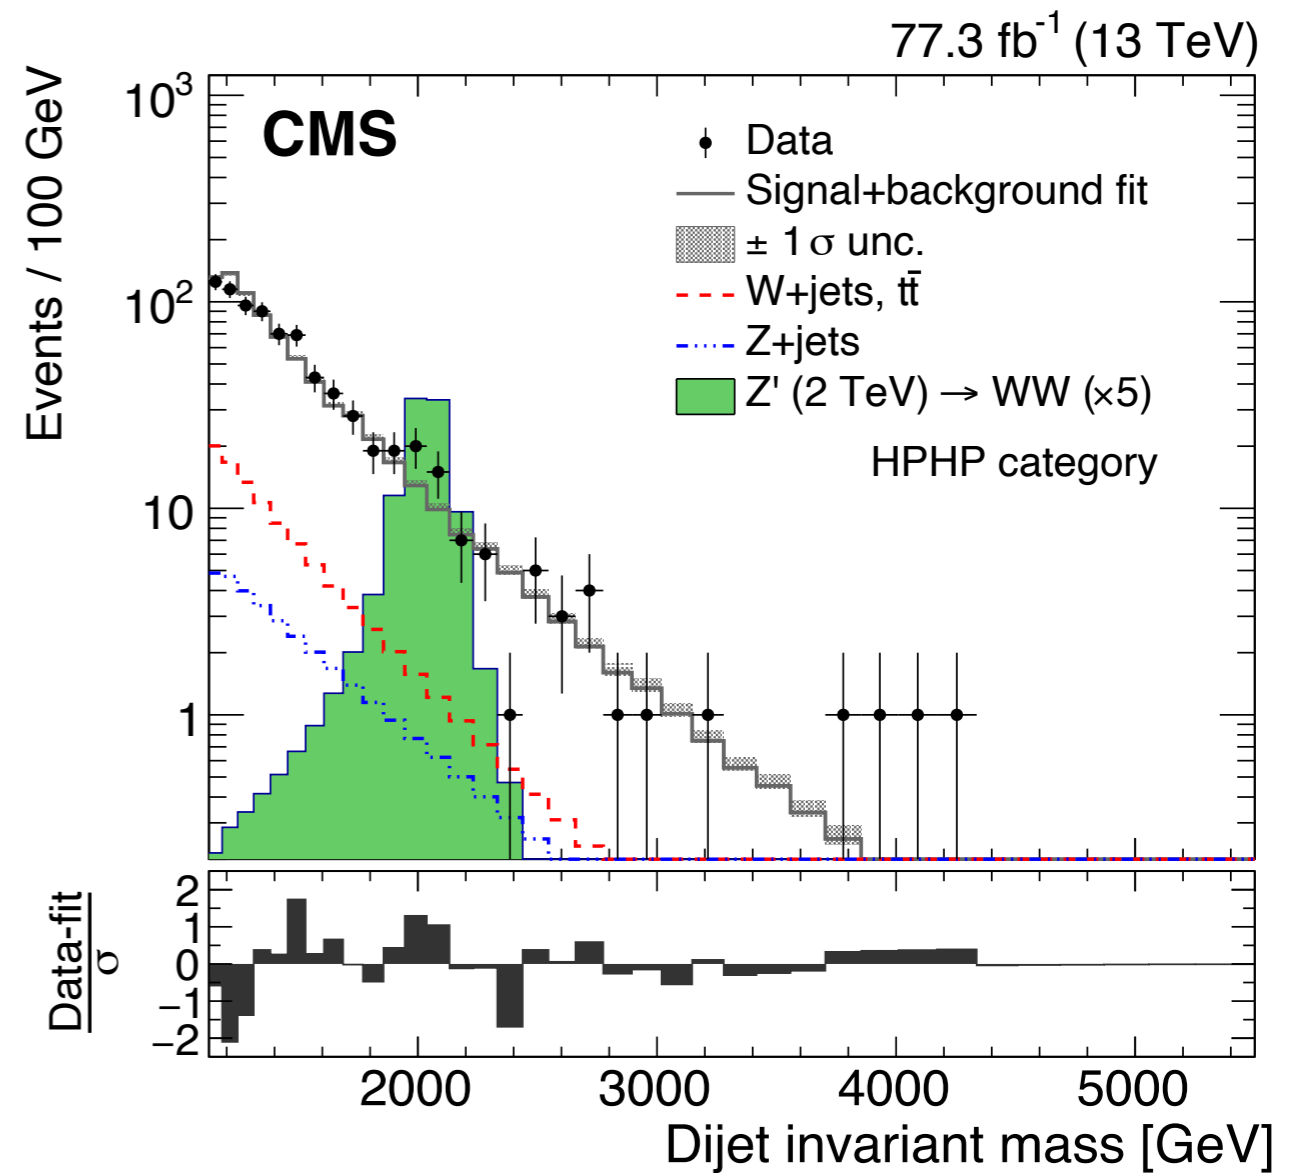 77.3 fb⁻¹ (13 TeV)
CMS
Events / 100 GeV
10³
10²
10
1
Data
Signal+background fit
± 1 σ unc.
W+jets, tt̄
Z+jets
Z' (2 TeV) → WW (×5)
HPHP category
Data-fit
σ
2
1
0
−1
−2
2000 3000 4000 5000
Dijet invariant mass [GeV]